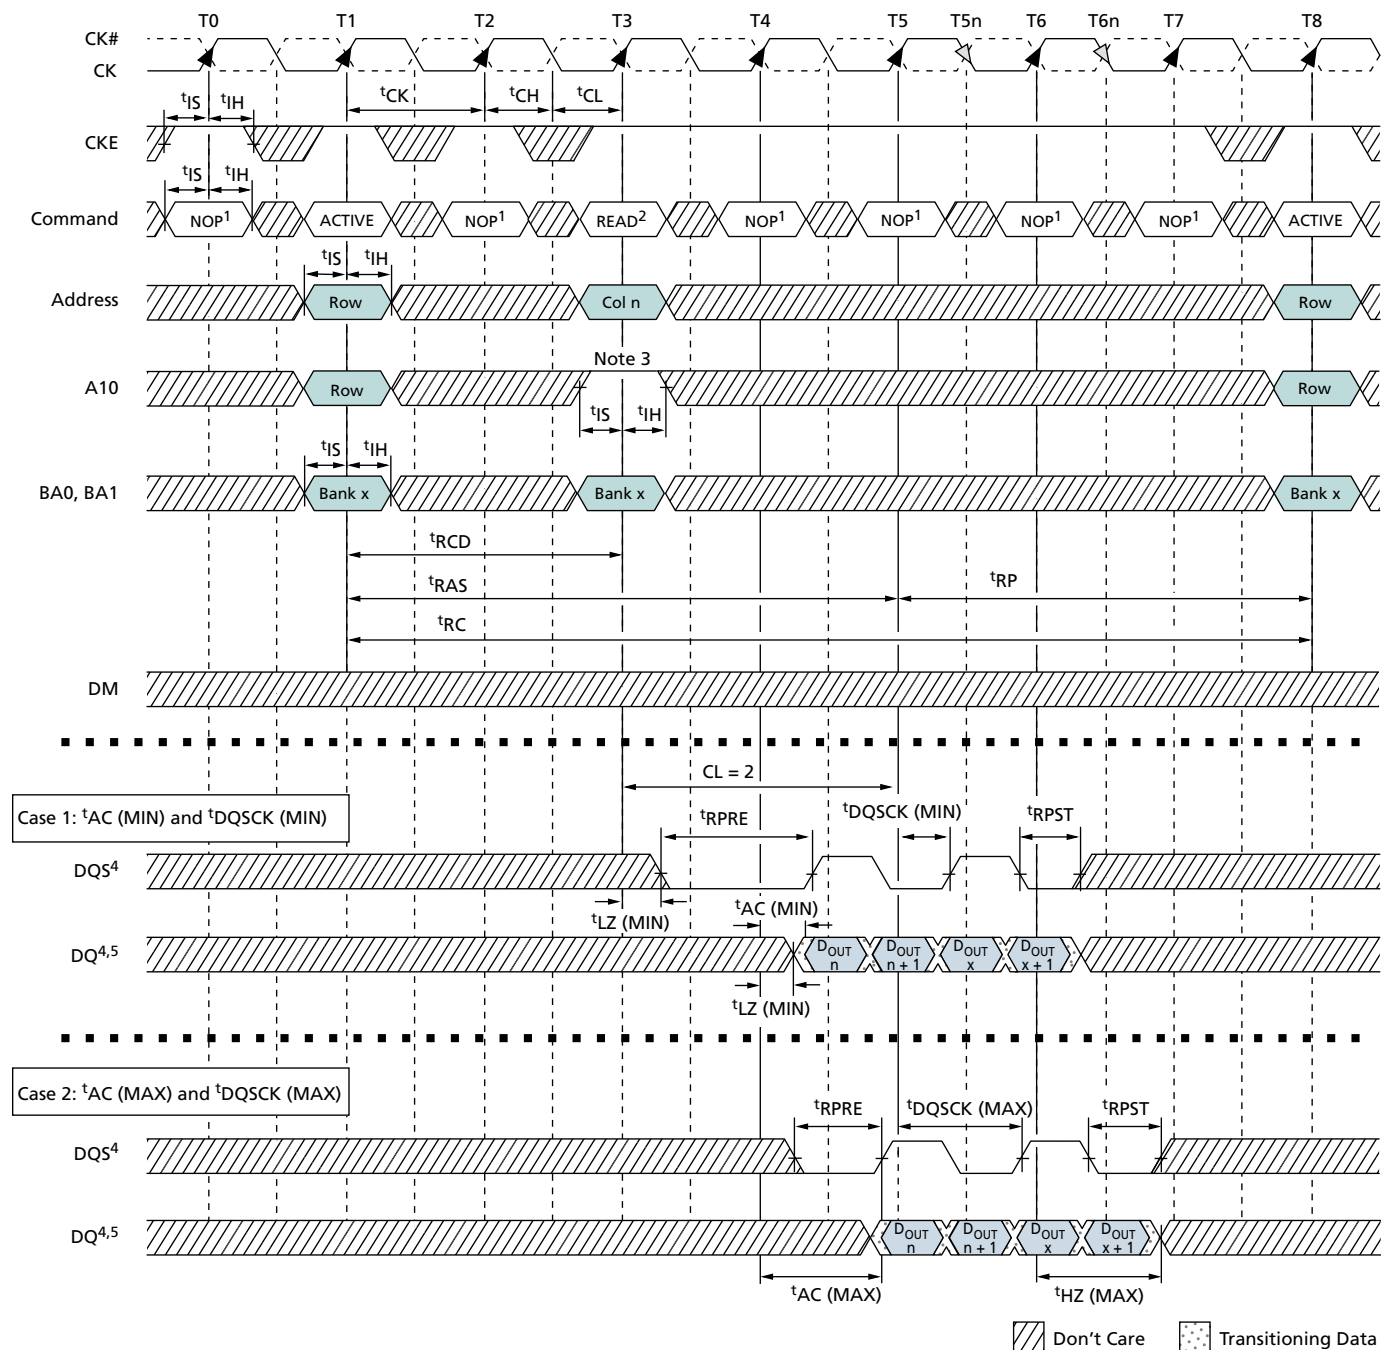 T0 T1 T2 T3 T4 T5 T5n T6 T6n T7 T8
CK#
CK
tCK tCH tCL
tIS tIH
CKE
tIS tIH
Command NOP1 ACTIVE NOP1 READ2 NOP1 NOP1 NOP1 NOP1 ACTIVE
tIS tIH
Address Row Col n Row
Note 3
A10 Row Row
tIS tIH
tIS tIH
BA0, BA1 Bank x Bank x Bank x
tRCD
tRAS tRP
tRC
DM
CL = 2
Case 1: tAC (MIN) and tDQSCK (MIN)
tRPRE tDQSCK (MIN) tRPST
DQS4
tLZ (MIN) tAC (MIN)
DQ4,5 DOUT n DOUT n + 1 DOUT x DOUT x + 1
tLZ (MIN)
Case 2: tAC (MAX) and tDQSCK (MAX)
tRPRE tDQSCK (MAX) tRPST
DQS4
DQ4,5 DOUT n DOUT n + 1 DOUT x DOUT x + 1
tAC (MAX) tHZ (MAX)
Don't Care Transitioning Data